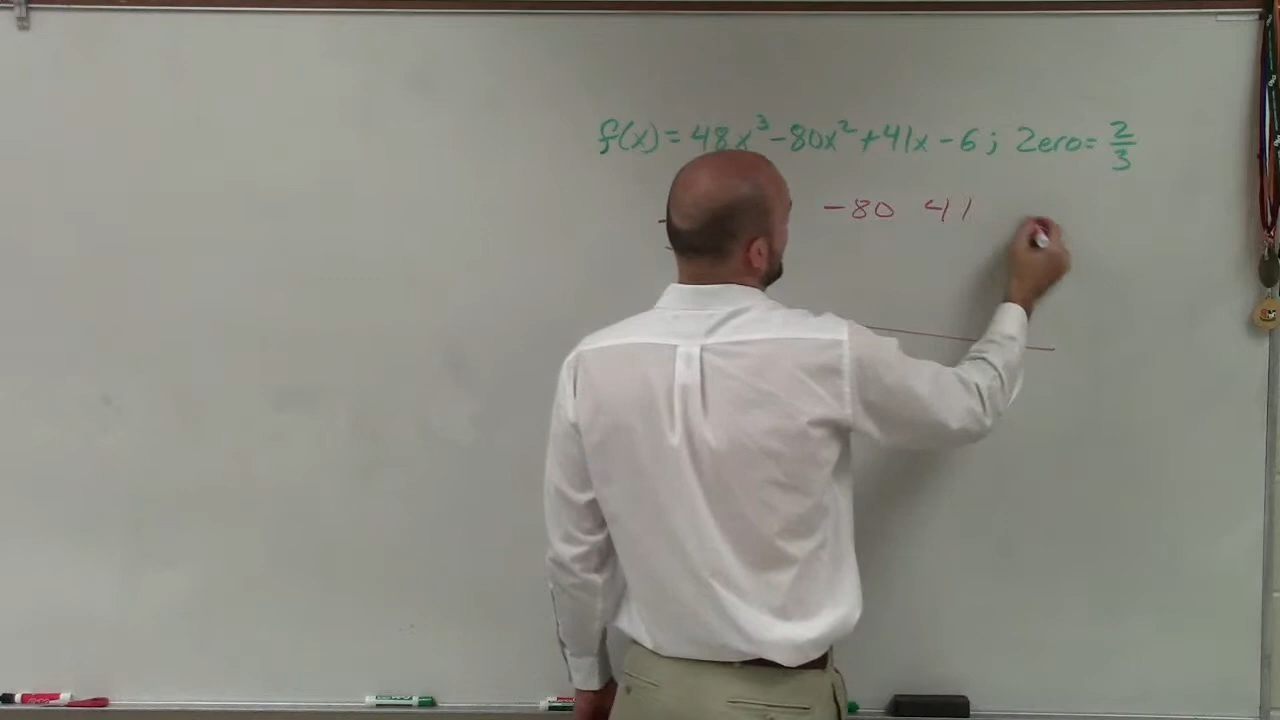 f(x) = 48x³ - 80x² + 41x - 6 ; Zero = 2/3
-80 41